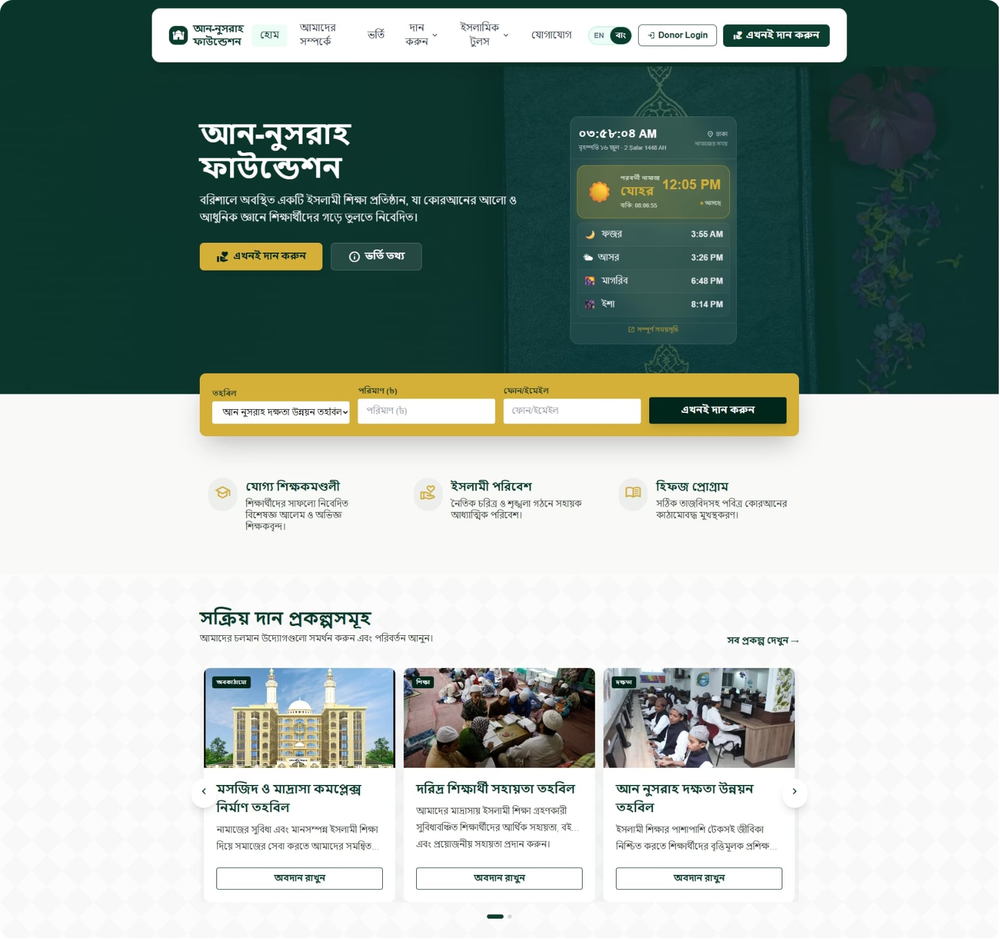 আন-নুসরাহ
ফাউন্ডেশন
হোম
আমাদের
সম্পর্কে
ভর্তি
দান
করুন
ইসলামিক
টুলস
যোগাযোগ
EN
বাং
Donor Login
এখনই দান করুন
আন-নুসরাহ
ফাউন্ডেশন
বরিশালে অবস্থিত একটি ইসলামী শিক্ষা প্রতিষ্ঠান, যা কোরআনের আলো ও
আধুনিক জ্ঞানে শিক্ষার্থীদের গড়ে তুলতে নিবেদিত।
এখনই দান করুন
ভর্তি তথ্য
০৩:৫৮:০৪ AM
ঢাকা
বৃহস্পতি ১৬ জুল · 2 Safar 1448 AH
নামাজের সময়
পরবর্তী নামাজ
যোহর
12:05 PM
বাকি: 08:06:55
আসছে
ফজর
3:55 AM
আসর
3:26 PM
মাগরিব
6:48 PM
ইশা
8:14 PM
সম্পূর্ণ সময়সূচি
তহবিল
আন নুসরাহ দক্ষতা উন্নয়ন তহবিল
পরিমাণ (৳)
পরিমাণ (৳)
ফোন/ইমেইল
ফোন/ইমেইল
এখনই দান করুন
যোগ্য শিক্ষকমণ্ডলী
শিক্ষার্থীদের সাফল্যে নিবেদিত
বিশেষজ্ঞ আলেম ও অভিজ্ঞ
শিক্ষকবৃন্দ।
ইসলামী পরিবেশ
নৈতিক চরিত্র ও শৃঙ্খলা গঠনে সহায়ক
আধ্যাত্মিক পরিবেশ।
হিফজ প্রোগ্রাম
সঠিক তাজবিদসহ পবিত্র কোরআনের
কাঠামোবদ্ধ মুখস্থকরণ।
সক্রিয় দান প্রকল্পসমূহ
আমাদের চলমান উদ্যোগগুলো সমর্থন করুন এবং পরিবর্তন আনুন।
সব প্রকল্প দেখুন →
অবকাঠামো
মসজিদ ও মাদ্রাসা কমপ্লেক্স
নির্মাণ তহবিল
নামাজের সুবিধা এবং মানসম্পন্ন ইসলামী শিক্ষা
দিয়ে সমাজের সেবা করতে আমাদের সমন্বিত...
অবদান রাখুন
শিক্ষা
দরিদ্র শিক্ষার্থী সহায়তা তহবিল
আমাদের মাদ্রাসায় ইসলামী শিক্ষা গ্রহণকারী
সুবিধাবঞ্চিত শিক্ষার্থীদের আর্থিক সহায়তা, বই...
এবং প্রয়োজনীয় সহায়তা প্রদান করুন।
অবদান রাখুন
দক্ষতা
আন নুসরাহ দক্ষতা উন্নয়ন
তহবিল
ইসলামী শিক্ষার পাশাপাশি টেকসই জীবিকা
নিশ্চিত করতে শিক্ষার্থীদের বৃত্তিমূলক প্রশিক্ষ...
অবদান রাখুন